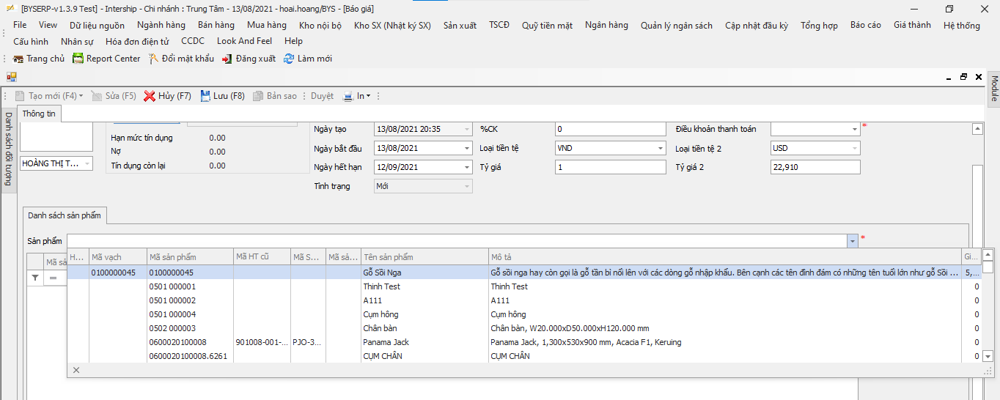 [BYSERP-v1.3.9 Test] - Intership - Chi nhánh : Trung Tâm - 13/08/2021 - hoai.hoang/BYS - [Báo giá]
File View Dữ liệu nguồn Ngành hàng Bán hàng Mua hàng Kho nội bộ Kho SX (Nhật ký SX) Sản xuất TSCĐ Quỹ tiền mặt Ngân hàng Quản lý ngân sách Cập nhật đầu kỳ Tổng hợp Báo cáo Giá thành Hệ thống
Cấu hình Nhân sự Hóa đơn điện tử CCDC Look And Feel Help
Trang chủ Report Center Đổi mật khẩu Đăng xuất Làm mới
Module
Tạo mới (F4) Sửa (F5) Hủy (F7) Lưu (F8) Bản sao Duyệt In
Danh sách đối tượng
Thông tin
Ngày tạo 13/08/2021 20:35 %CK 0 Điều khoản thanh toán *
Hạn mức tín dụng 0.00
Nợ 0.00
Ngày bắt đầu 13/08/2021 Loại tiền tệ VND Loại tiền tệ 2 USD
HOÀNG THỊ T... Tín dụng còn lại 0.00
Ngày hết hạn 12/09/2021 Tỷ giá 1 Tỷ giá 2 22,910
Tình trạng Mới
Danh sách sản phẩm
Sản phẩm *
Mã sả
=
H... Mã vạch Mã sản phẩm Mã HT cũ Mã S... Mã sả... Tên sản phẩm Mô tả Gi...
0100000045 0100000045 Gỗ Sồi Nga Gỗ sồi nga hay còn gọi là gỗ tần bì nổi lên với các dòng gỗ nhập khẩu. Bên cạnh các tên đình đám có những tên tuổi lớn như gỗ Sồi ... 5,...
0501 000001 Thinh Test Thinh Test 0
0501 000002 A111 A111 0
0501 000004 Cụm hông Cụm hông 0
0502 000003 Chân bàn Chân bàn, W20.000xD50.000xH120.000 mm 0
0600020100008 901008-001-... PJO-3... Panama Jack Panama Jack, 1,300x530x900 mm, Acacia F1, Keruing 0
0600020100008.6261 CỤM CHÂN CỤM CHÂN 0